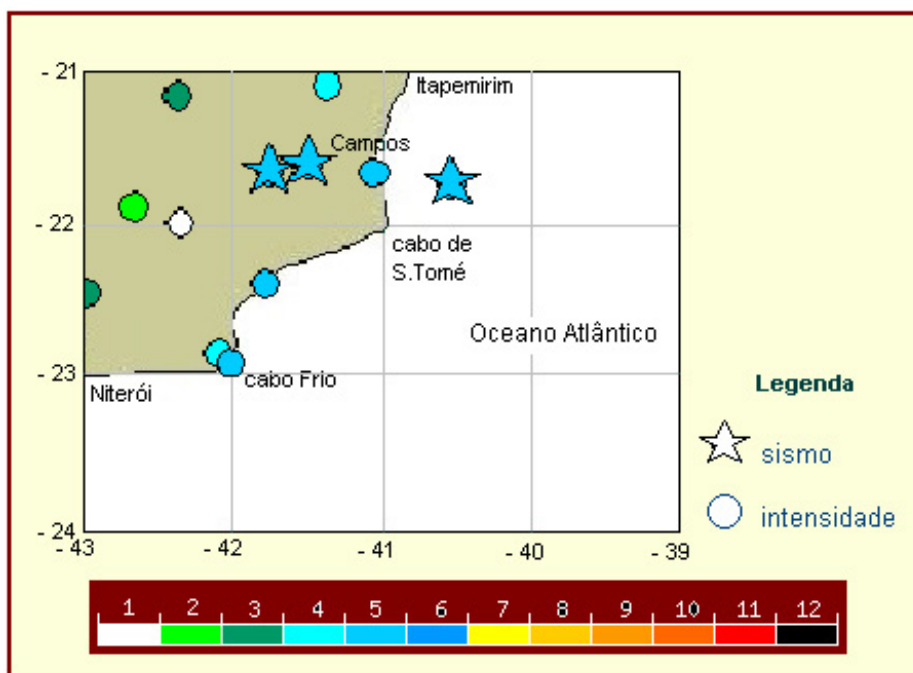 - 21
Itapemirim
Campos
- 22
cabo de
S.Tomé
Oceano Atlântico
- 23
Niterói
cabo Frio
Legenda
sismo
intensidade
- 24
- 43
- 42
- 41
- 40
- 39
1 2 3 4 5 6 7 8 9 10 11 12